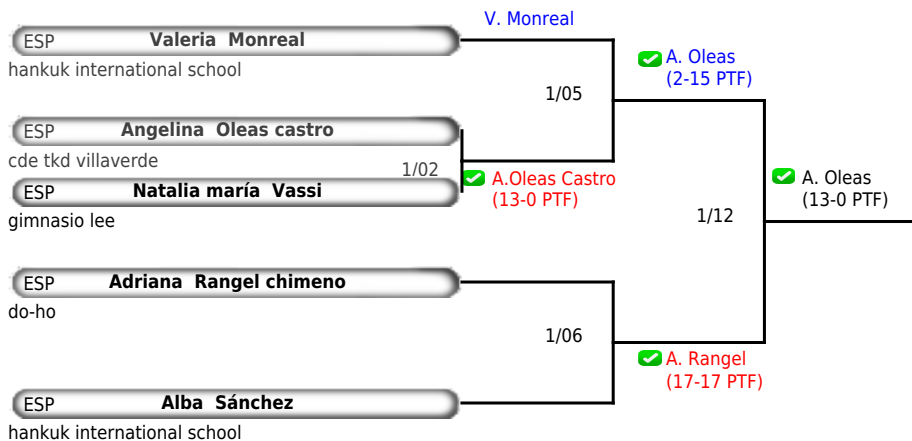 V. Monreal
ESP Valeria Monreal
hankuk international school
A. Oleas
(2-15 PTF)
1/05
ESP Angelina Oleas castro
cde tkd villaverde
1/02
A.Oleas Castro
(13-0 PTF)
ESP Natalia maría Vassi
gimnasio lee
A. Oleas
(13-0 PTF)
1/12
ESP Adriana Rangel chimeno
do-ho
1/06
A. Rangel
(17-17 PTF)
ESP Alba Sánchez
hankuk international school